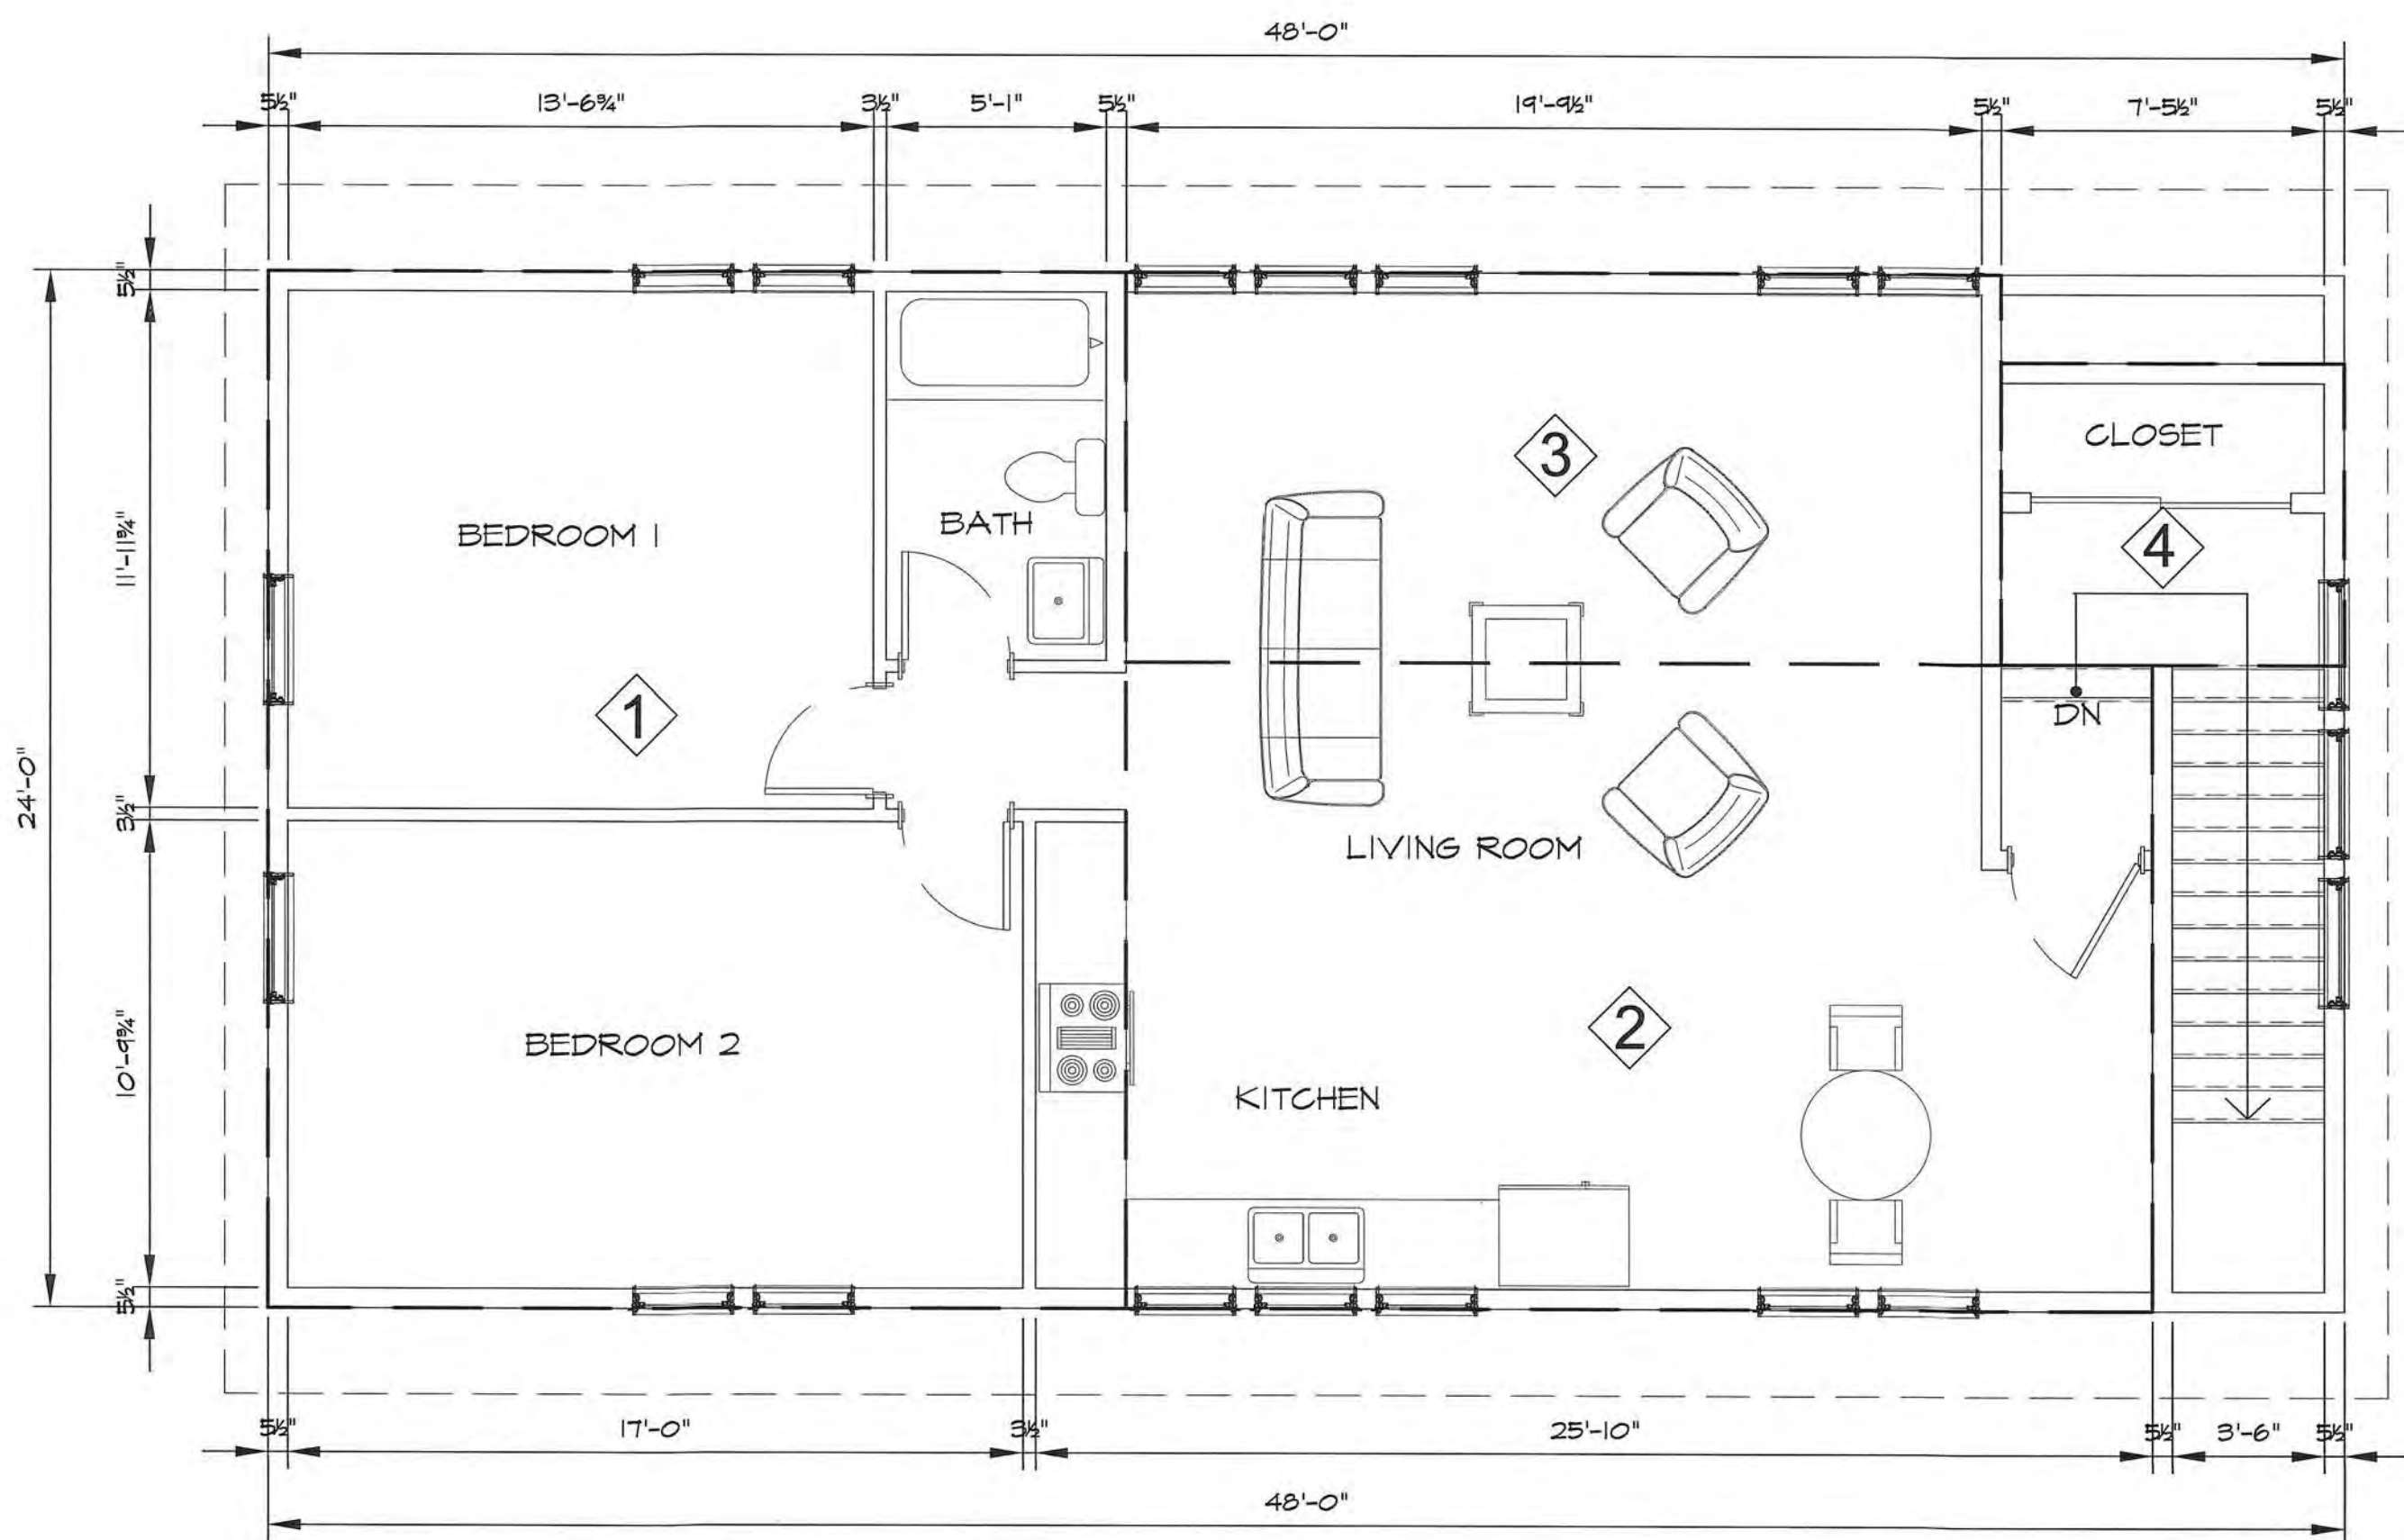 48'-0"
5½" 13'-6¾" 3½" 5'-1" 5½" 19'-9½" 5½" 7'-5½" 5½"
5½"
11'-11¾"
3½"
10'-9¾"
5½"
24'-0"
3
CLOSET
BEDROOM 1
BATH
4
1
DN
LIVING ROOM
2
BEDROOM 2
KITCHEN
5½" 17'-0" 3½" 25'-10" 5½" 3'-6" 5½"
48'-0"